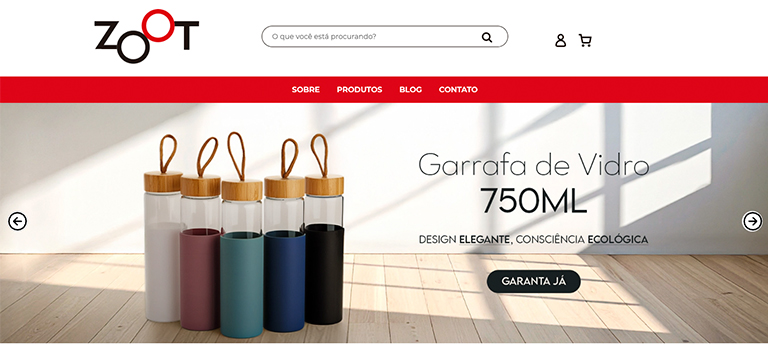 ZOOT
O que você está procurando?
SOBRE PRODUTOS BLOG CONTATO
Garrafa de Vidro
750ML
DESIGN ELEGANTE, CONSCIÊNCIA ECOLÓGICA
GARANTA JÁ